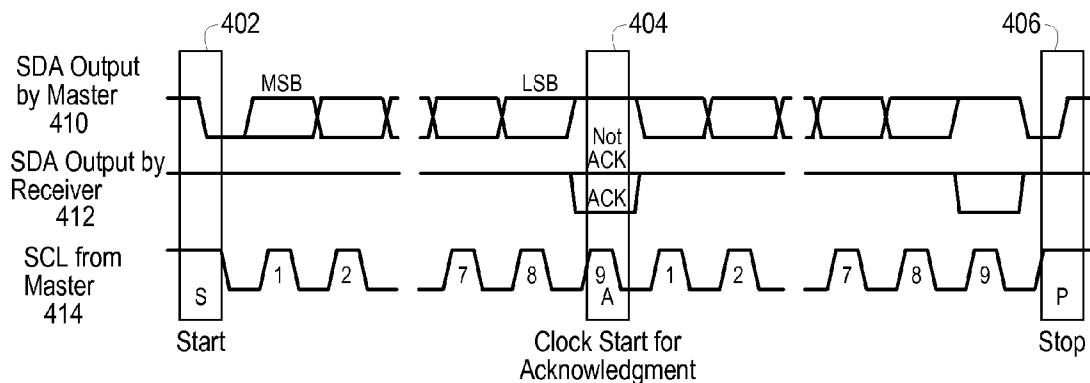 402
404
406
SDA Output
by Master
410
MSB
LSB
Not
ACK
SDA Output by
Receiver
412
ACK
SCL from
Master
414
S
1
2
7
8
9
A
1
2
7
8
9
P
Start
Clock Start for
Acknowledgment
Stop